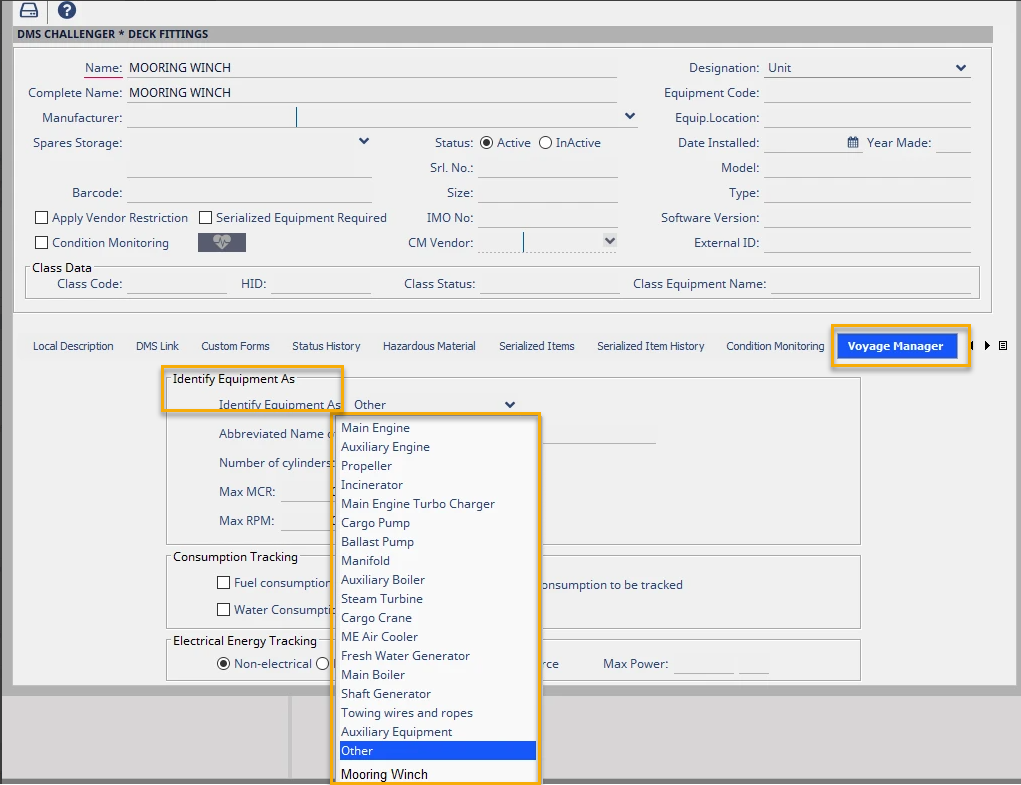 DMS CHALLENGER * DECK FITTINGS
Name: MOORING WINCH Designation: Unit
Complete Name: MOORING WINCH Equipment Code:
Manufacturer: Equip.Location:
Spares Storage: Status: Active InActive Date Installed: Year Made:
Srl. No.: Model:
Barcode: Size: Type:
Apply Vendor Restriction Serialized Equipment Required IMO No: Software Version:
Condition Monitoring CM Vendor: External ID:
Class Data
Class Code: HID: Class Status: Class Equipment Name:
Local Description DMS Link Custom Forms Status History Hazardous Material Serialized Items Serialized Item History Condition Monitoring Voyage Manager
Identify Equipment As
Identify Equipment As Other
Abbreviated Name
Number of cylinders:
Max MCR:
Max RPM:
Main Engine
Auxiliary Engine
Propeller
Incinerator
Main Engine Turbo Charger
Cargo Pump
Ballast Pump
Manifold
Auxiliary Boiler
Steam Turbine
Cargo Crane
ME Air Cooler
Fresh Water Generator
Main Boiler
Shaft Generator
Towing wires and ropes
Auxiliary Equipment
Other
Mooring Winch
Consumption Tracking
Fuel consumption onsumption to be tracked
Water Consumptio
Electrical Energy Tracking
Non-electrical rce Max Power: